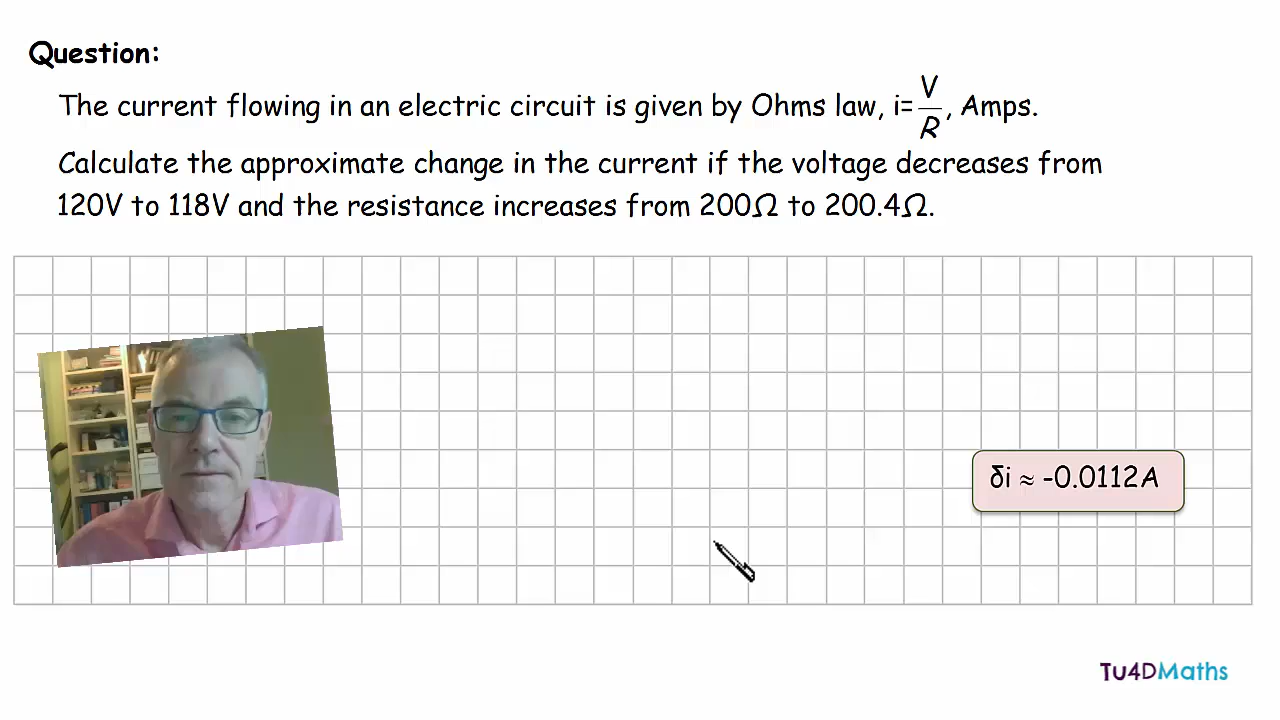 Question:
The current flowing in an electric circuit is given by Ohms law, i=V/R, Amps.
Calculate the approximate change in the current if the voltage decreases from
120V to 118V and the resistance increases from 200Ω to 200.4Ω.
δi ≈ -0.0112A
Tu4DMaths